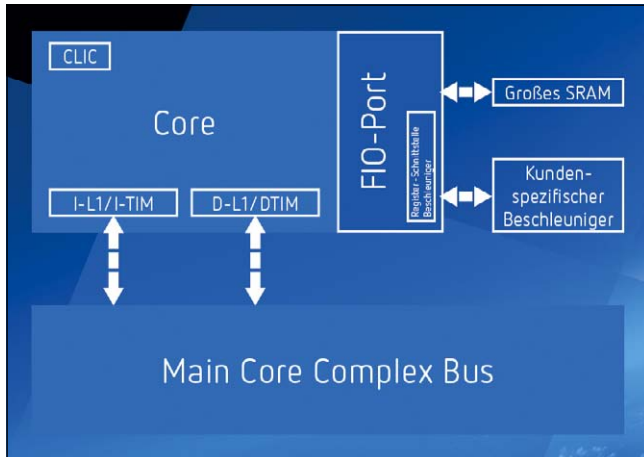 CLIC
Core
I-L1/I-TIM
D-L1/DTIM
FIO-Port
Register-Schnittstelle
Beschleuniger
Großes SRAM
Kunden-
spezifischer
Beschleuniger
Main Core Complex Bus